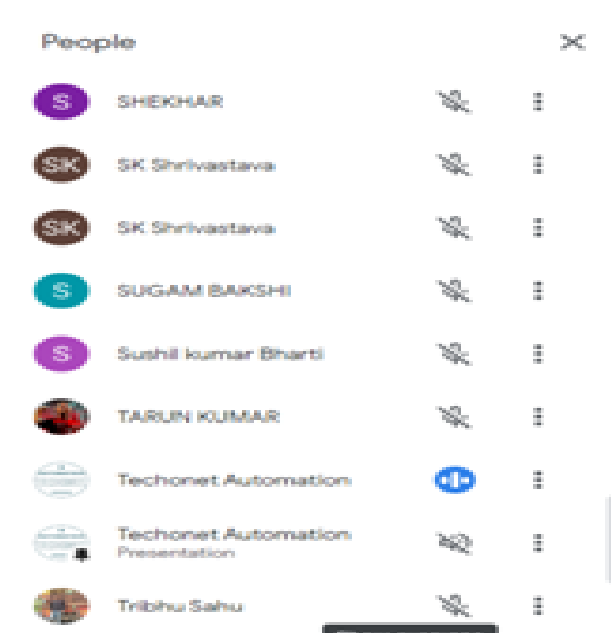 People
S SHEKHAR
SK SK Shrivastava
SK SK Shrivastava
S SUGAM BAKSHI
S Sushil kumar Bharti
TARUN KUMAR
Techonet Automation
Techonet Automation
Presentation
Tribhu Sahu